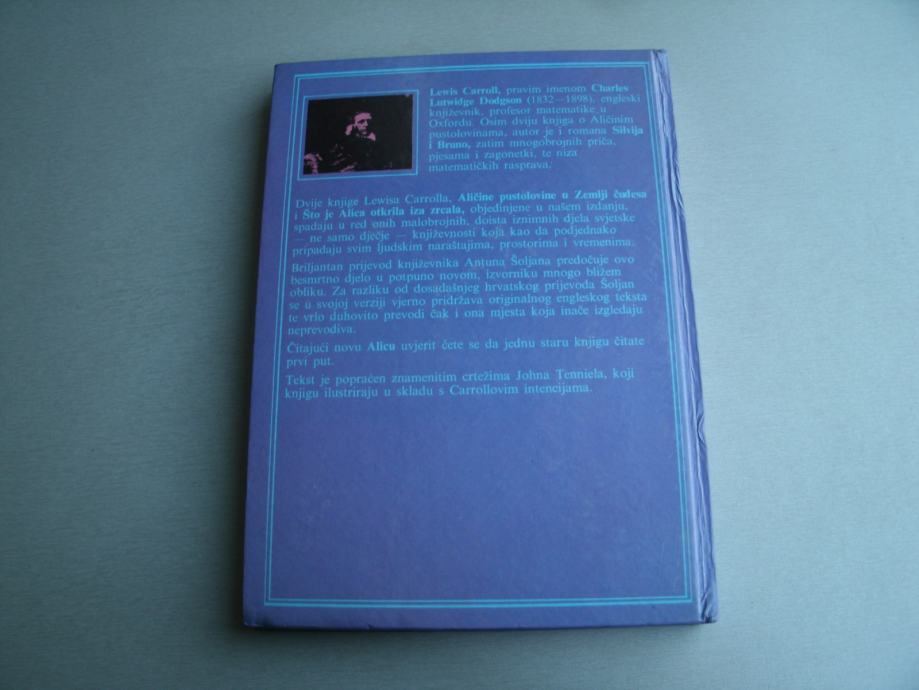 Lewis Carroll, pravim imenom Charles
Lutwidge Dodgson (1832—1898), engleski
književnik, profesor matematike u
Oxfordu. Osim dviju knjiga o Aličinim
pustolovinama, autor je i romana Silvija
i Bruno, zatim mnogobrojnih priča,
pjesama i zagonetki, te niza
matematičkih rasprava.
Dvije knjige Lewisa Carrolla, Aličine pustolovine u Zemlji čudesa
i Što je Alica otkrila iza zrcala, objedinjene u našem izdanju,
spadaju u red onih malobrojnih, doista iznimnih djela svjetske
— ne samo dječje — književnosti koja kao da podjednako
pripadaju svim ljudskim naraštajima, prostorima i vremenima.
Briljantan prijevod književnika Antuna Šoljana predočuje ovo
besmrtno djelo u potpuno novom, izvorniku mnogo bližem
obliku. Za razliku od dosadašnjeg hrvatskog prijevoda Šoljan
se u svojoj verziji vjerno pridržava originalnog engleskog teksta
te vrlo duhovito prevodi čak i ona mjesta koja inače izgledaju
neprevodiva.
Čitajući novu Alicu uvjerit ćete se da jednu staru knjigu čitate
prvi put.
Tekst je popraćen znamenitim crtežima Johna Tenniela, koji
knjigu ilustriraju u skladu s Carrollovim intencijama.